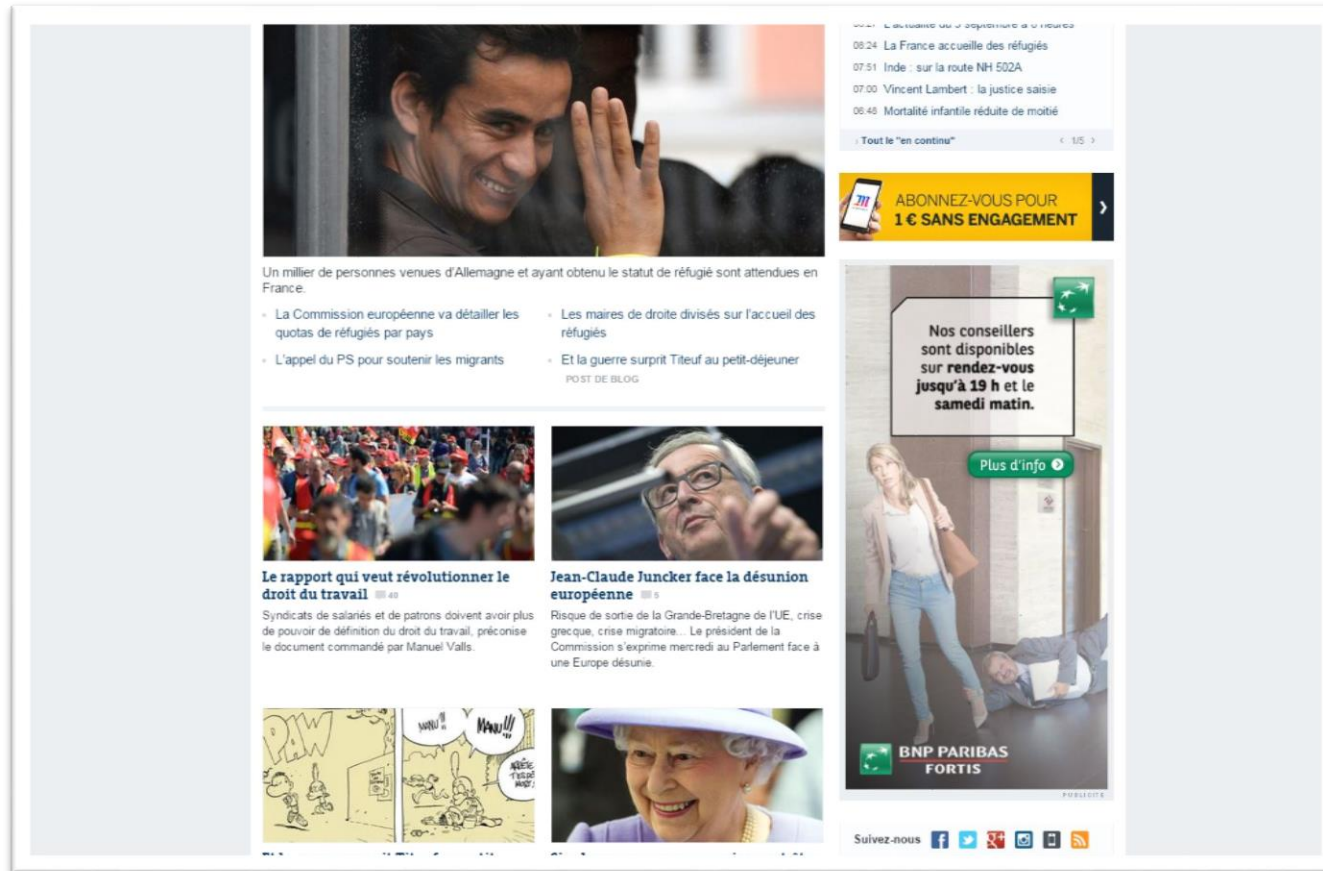 Un millier de personnes venues d'Allemagne et ayant obtenu le statut de réfugié sont attendues en
France.
La Commission européenne va détailler les
quotas de réfugiés par pays
L'appel du PS pour soutenir les migrants
Les maires de droite divisés sur l'accueil des
réfugiés
Et la guerre surprit Titeuf au petit-déjeuner
POST DE BLOG
Le rapport qui veut révolutionner le
droit du travail 40
Syndicats de salariés et de patrons doivent avoir plus
de pouvoir de définition du droit du travail, préconise
le document commandé par Manuel Valls.
Jean-Claude Juncker face la désunion
européenne 5
Risque de sortie de la Grande-Bretagne de l'UE, crise
grecque, crise migratoire... Le président de la
Commission s'exprime mercredi au Parlement face à
une Europe désunie.
PAW
MANU !!!
MANU !!!
08:24 La France accueille des réfugiés
07:51 Inde : sur la route NH 502A
07:00 Vincent Lambert : la justice saisie
06:46 Mortalité infantile réduite de moitié
Tout le "en continu" < 1/5 >
ABONNEZ-VOUS POUR
1 € SANS ENGAGEMENT
Nos conseillers
sont disponibles
sur rendez-vous
jusqu'à 19 h et le
samedi matin.
Plus d'info
BNP PARIBAS
FORTIS
PUBLICITÉ
Suivez-nous